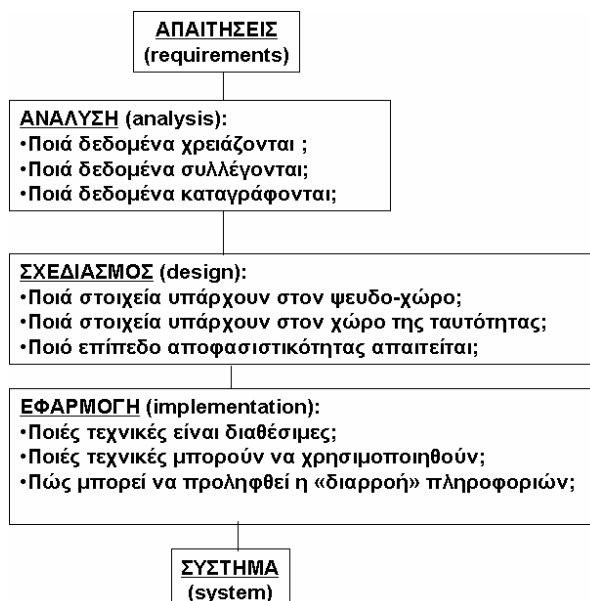 ΑΠΑΙΤΗΣΕΙΣ
(requirements)
ΑΝΑΛΥΣΗ (analysis):
•Ποιά δεδομένα χρειάζονται ;
•Ποιά δεδομένα συλλέγονται;
•Ποιά δεδομένα καταγράφονται;
ΣΧΕΔΙΑΣΜΟΣ (design):
•Ποιά στοιχεία υπάρχουν στον ψευδο-χώρο;
•Ποιά στοιχεία υπάρχουν στον χώρο της ταυτότητας;
•Ποιό επίπεδο αποφασιστικότητας απαιτείται;
ΕΦΑΡΜΟΓΗ (implementation):
•Ποιές τεχνικές είναι διαθέσιμες;
•Ποιές τεχνικές μπορούν να χρησιμοποιηθούν;
•Πώς μπορεί να προληφθεί η «διαρροή» πληροφοριών;
ΣΥΣΤΗΜΑ
(system)